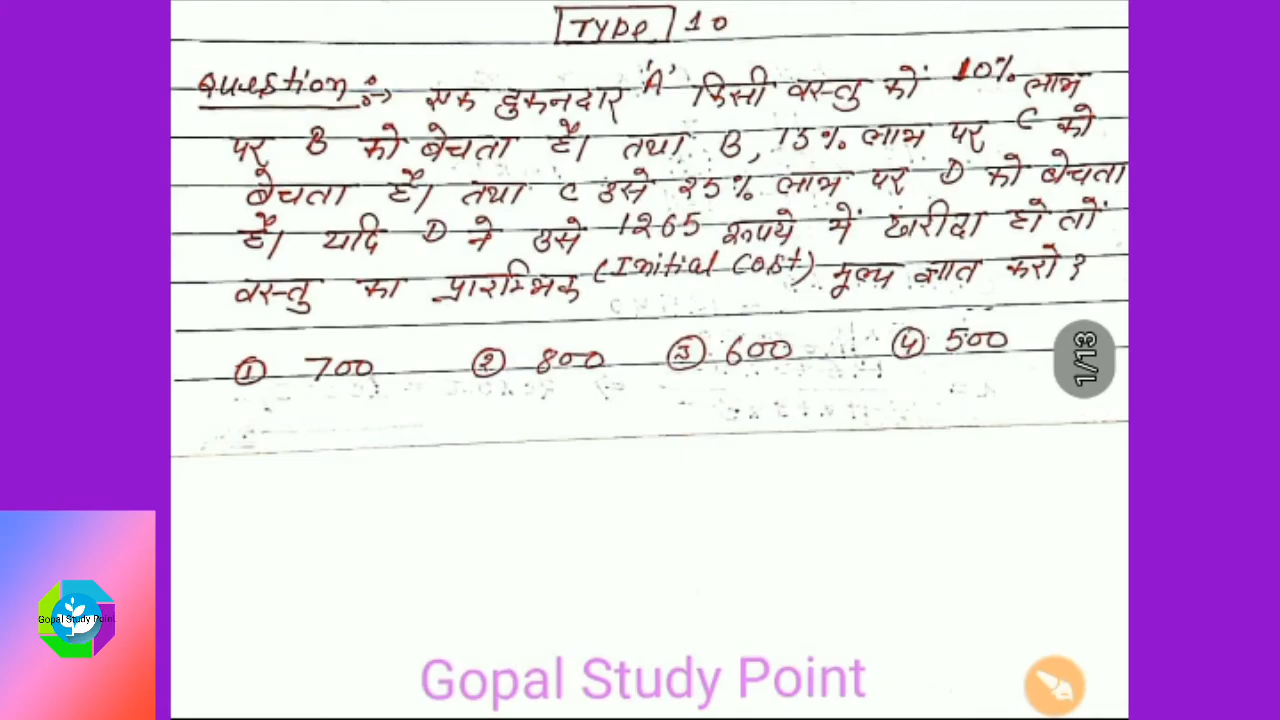 TYPE 10
Question :-> एक दुकनदार 'A' किसी वस्तु को 10% लाभ
पर B को बेचता है। तथा B, 15% लाभ पर C को
बेचता है। तथा C उसे 25% लाभ पर D को बेचता
है। यदि D ने उसे 1265 रूपये में खरीदा हो तों
वस्तु का प्रारम्भिक (Initial Cost) मूल्य ज्ञात करो ?
① 700 ② 800 ③ 600 ④ 500
1/13
Gopal Study Point
Gopal Study Point